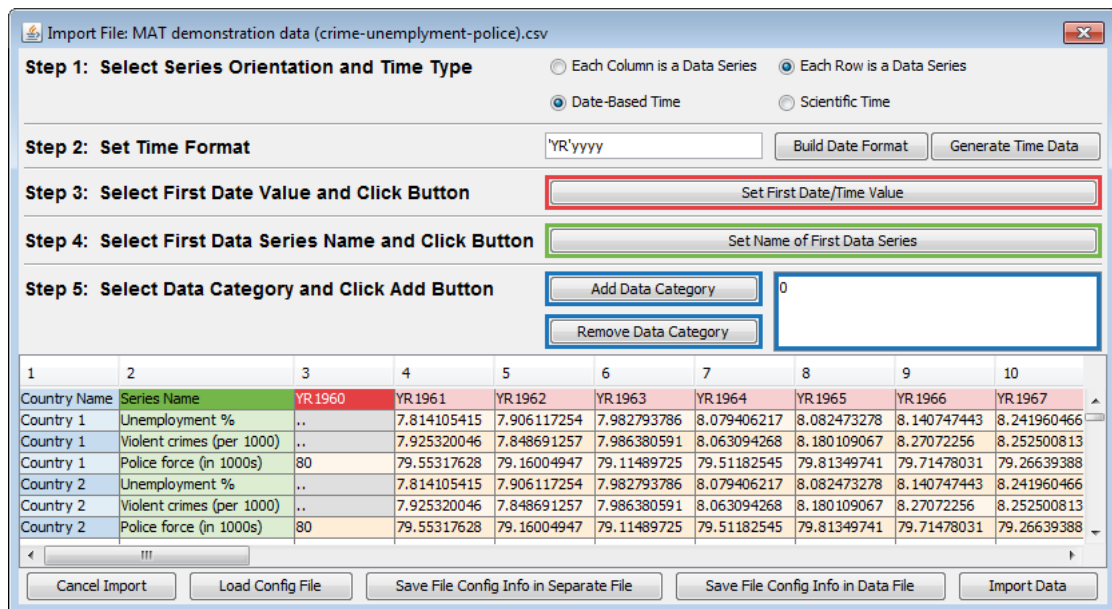 Import File: MAT demonstration data (crime-unemplyment-police).csv
Step 1: Select Series Orientation and Time Type
Each Column is a Data Series
Each Row is a Data Series
Date-Based Time
Scientific Time
Step 2: Set Time Format
'YR'yyyy
Build Date Format
Generate Time Data
Step 3: Select First Date Value and Click Button
Set First Date/Time Value
Step 4: Select First Data Series Name and Click Button
Set Name of First Data Series
Step 5: Select Data Category and Click Add Button
Add Data Category
0
Remove Data Category
1 2 3 4 5 6 7 8 9 10
Country Name Series Name YR1960 YR1961 YR1962 YR1963 YR1964 YR1965 YR1966 YR1967
Country 1 Unemployment % .. 7.814105415 7.906117254 7.982793786 8.079406217 8.082473278 8.140747443 8.241960466
Country 1 Violent crimes (per 1000) .. 7.925320046 7.848691257 7.986380591 8.063094268 8.180109067 8.27072256 8.252500813
Country 1 Police force (in 1000s) 80 79.55317628 79.16004947 79.11489725 79.51182545 79.81349741 79.71478031 79.26639388
Country 2 Unemployment % .. 7.814105415 7.906117254 7.982793786 8.079406217 8.082473278 8.140747443 8.241960466
Country 2 Violent crimes (per 1000) .. 7.925320046 7.848691257 7.986380591 8.063094268 8.180109067 8.27072256 8.252500813
Country 2 Police force (in 1000s) 80 79.55317628 79.16004947 79.11489725 79.51182545 79.81349741 79.71478031 79.26639388
Cancel Import
Load Config File
Save File Config Info in Separate File
Save File Config Info in Data File
Import Data